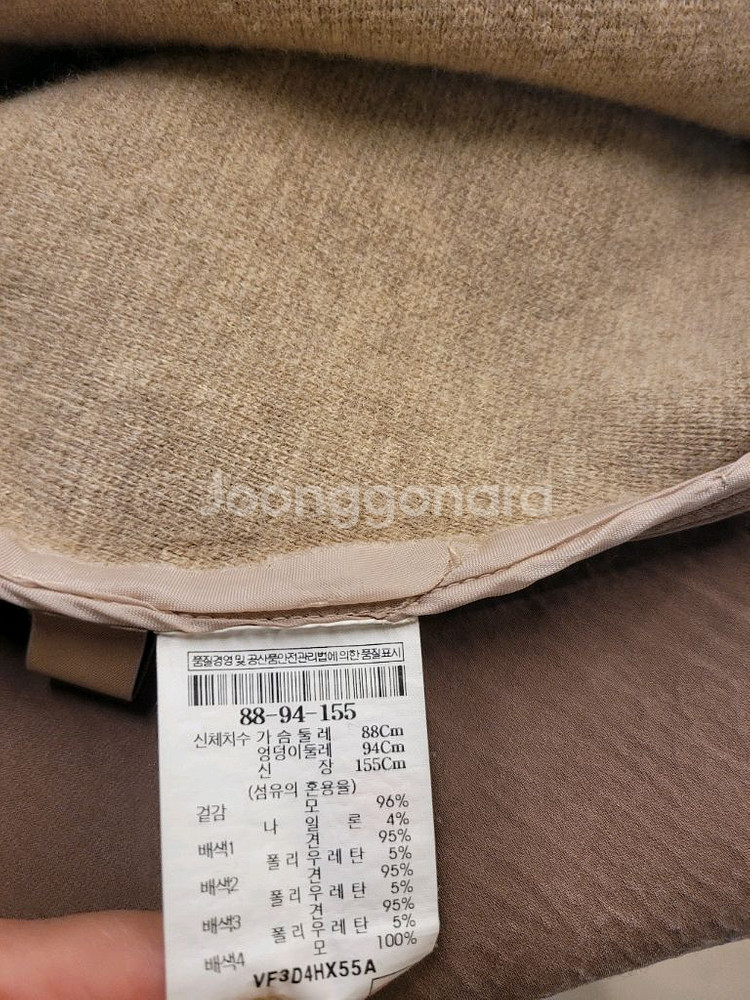 Joonggonara
품질경영 및 공산품안전관리법에 의한 품질표시
88-94-155
신체치수 가 슴 둘 레 88Cm
엉덩이둘레 94Cm
신 장 155Cm
(섬유의 혼용율)
겉감 모 96%
나 일 론 4%
배색1 견 95%
폴 리 우 레 탄 5%
배색2 견 95%
폴 리 우 레 탄 5%
배색3 견 95%
폴 리 우 레 탄 5%
배색4 모 100%
VF3D4HX55A